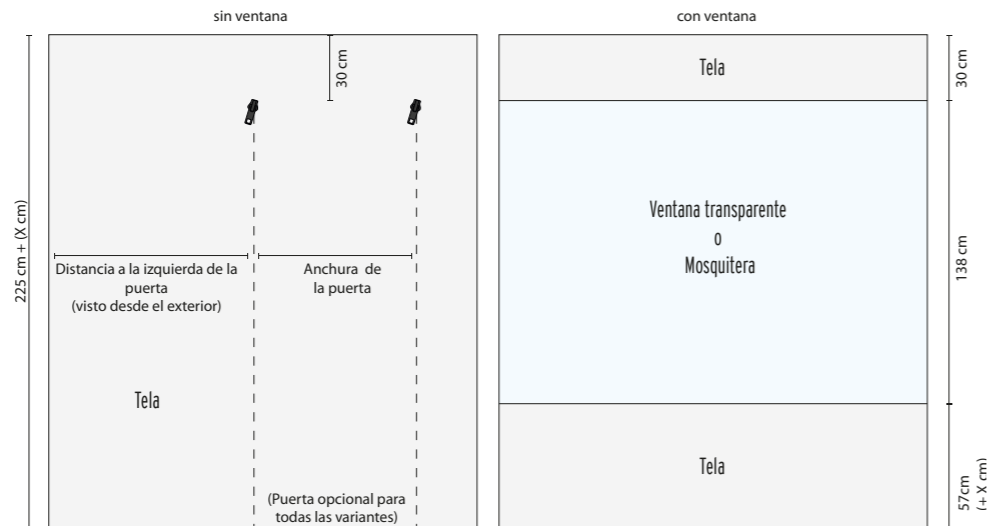 sin ventana
con ventana
30 cm
225 cm + (X cm)
Distancia a la izquierda de la
puerta
(visto desde el exterior)
Anchura de
la puerta
Tela
(Puerta opcional para
todas las variantes)
Tela
30 cm
Ventana transparente
o
Mosquitera
138 cm
Tela
57cm
(+ X cm)